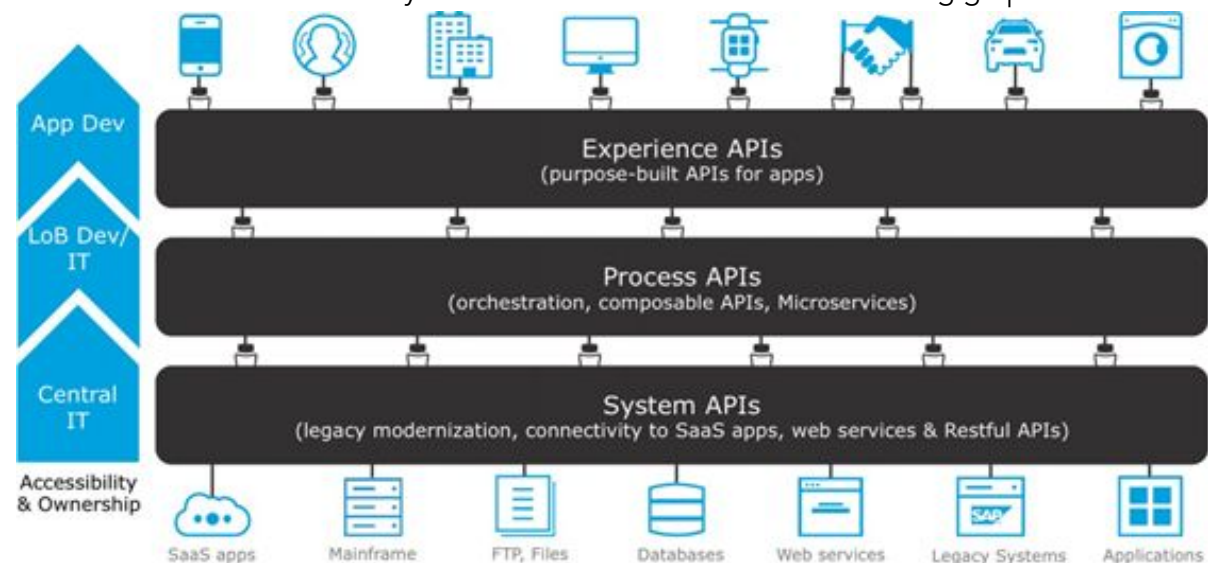 App Dev
LoB Dev/
IT
Central
IT
Accessibility
& Ownership
Experience APIs
(purpose-built APIs for apps)
Process APIs
(orchestration, composable APIs, Microservices)
System APIs
(legacy modernization, connectivity to SaaS apps, web services & Restful APIs)
SAP
SaaS apps
Mainframe
FTP, Files
Databases
Web services
Legacy Systems
Applications